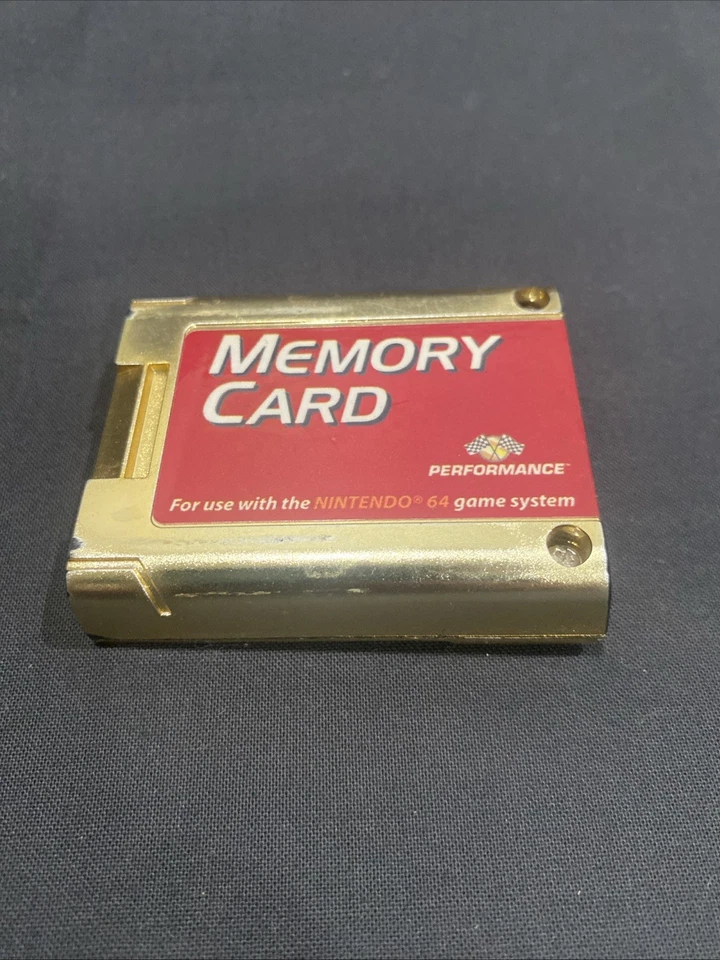 MEMORY
CARD
PERFORMANCE™
For use with the NINTENDO® 64 game system